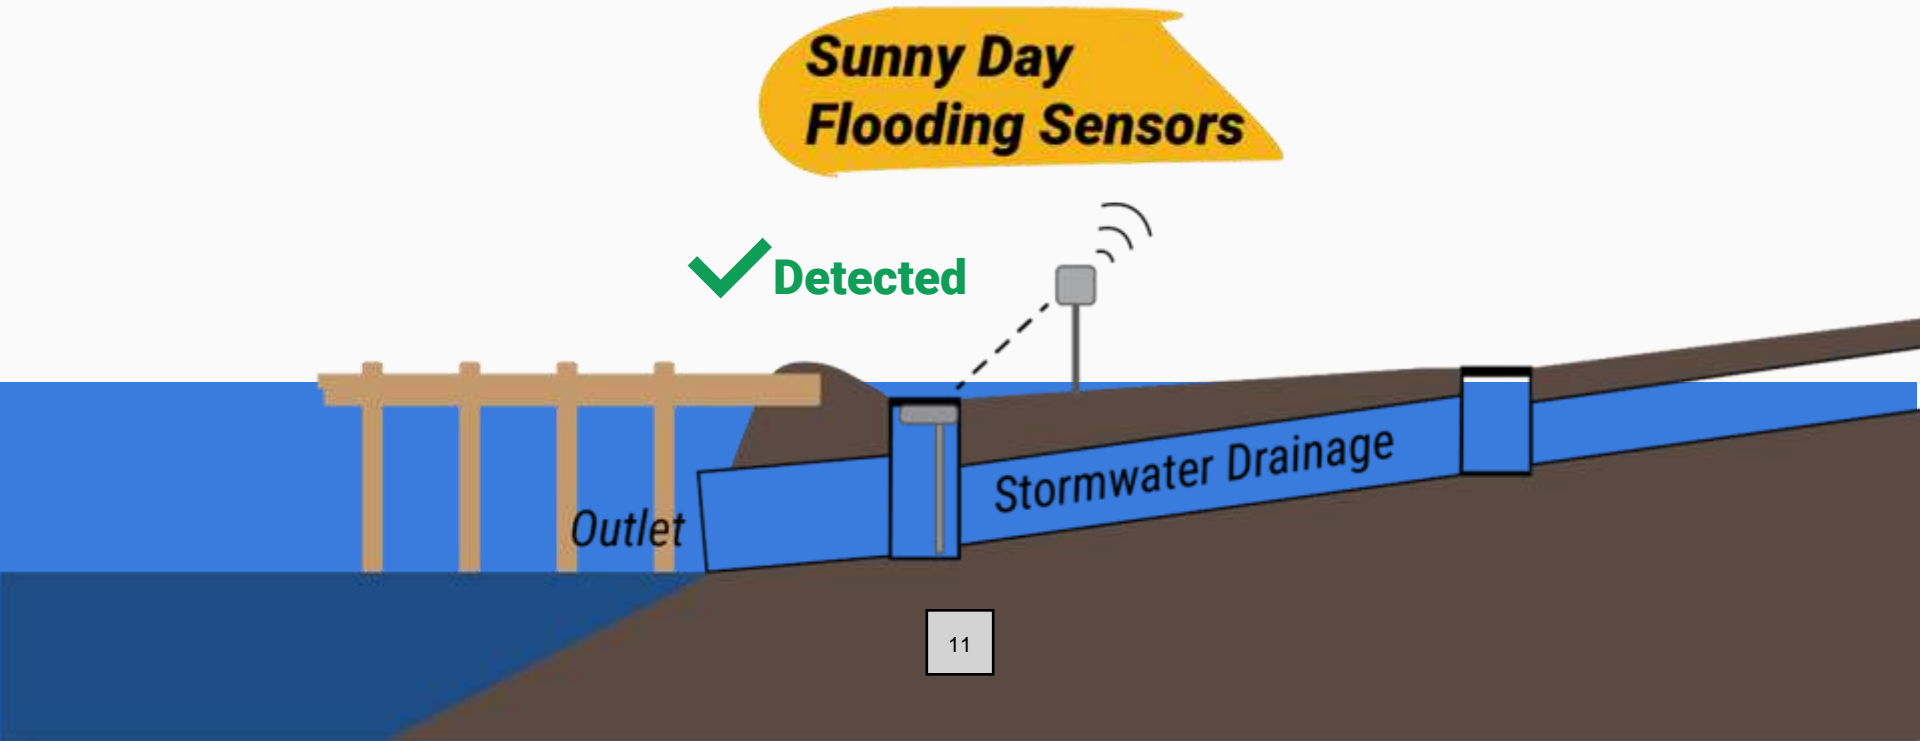 Sunny Day
Flooding Sensors
Detected
Stormwater Drainage
Outlet
11